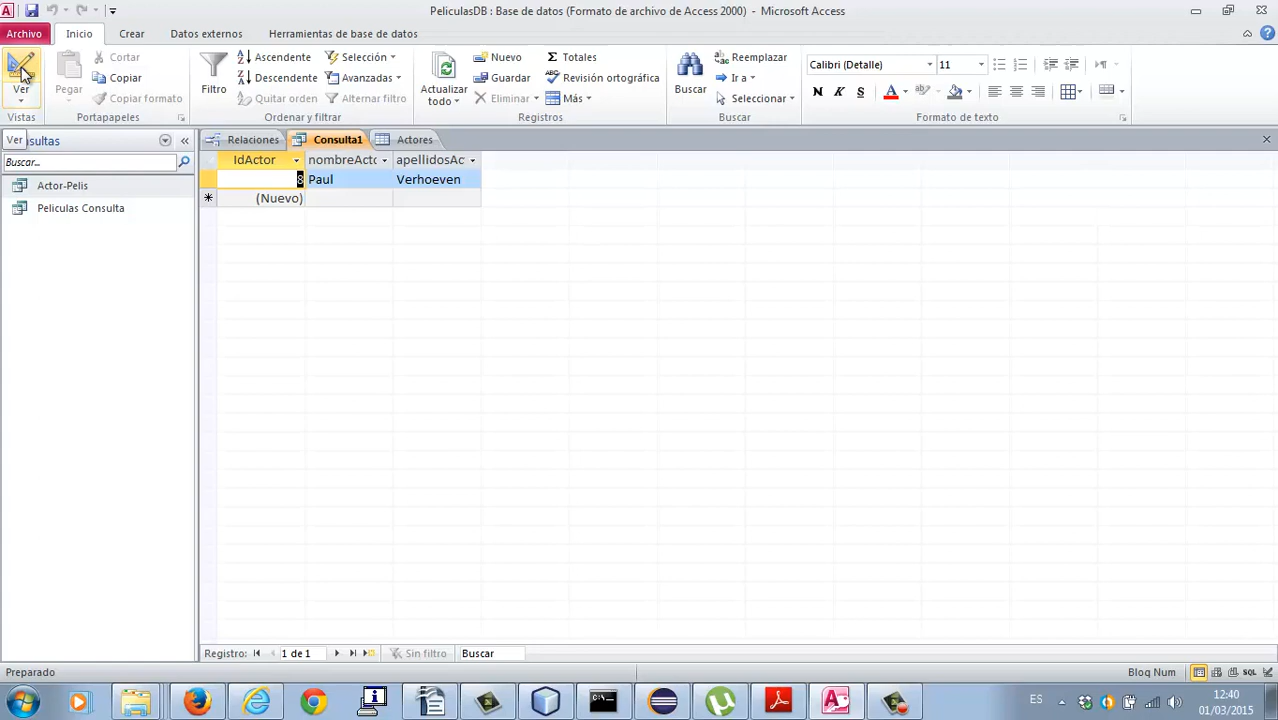 PeliculasDB : Base de datos (Formato de archivo de Access 2000) - Microsoft Access
Archivo Inicio Crear Datos externos Herramientas de base de datos
Ver
Vistas
Pegar
Cortar
Copiar
Copiar formato
Portapapeles
Filtro
Ascendente
Descendente
Quitar orden
Selección
Avanzadas
Alternar filtro
Ordenar y filtrar
Actualizar
todo
Nuevo
Guardar
Eliminar
Totales
Revisión ortográfica
Más
Registros
Buscar
Reemplazar
Ir a
Seleccionar
Buscar
Calibri (Detalle) 11
N K S
Formato de texto
Ver
sultas
Buscar...
Actor-Pelis
Peliculas Consulta
Relaciones Consulta1 Actores
IdActor nombreActo apellidosAc
8 Paul Verhoeven
(Nuevo)
Registro: 1 de 1 Sin filtro Buscar
Preparado
Bloq Num
SQL
ES
12:40
01/03/2015